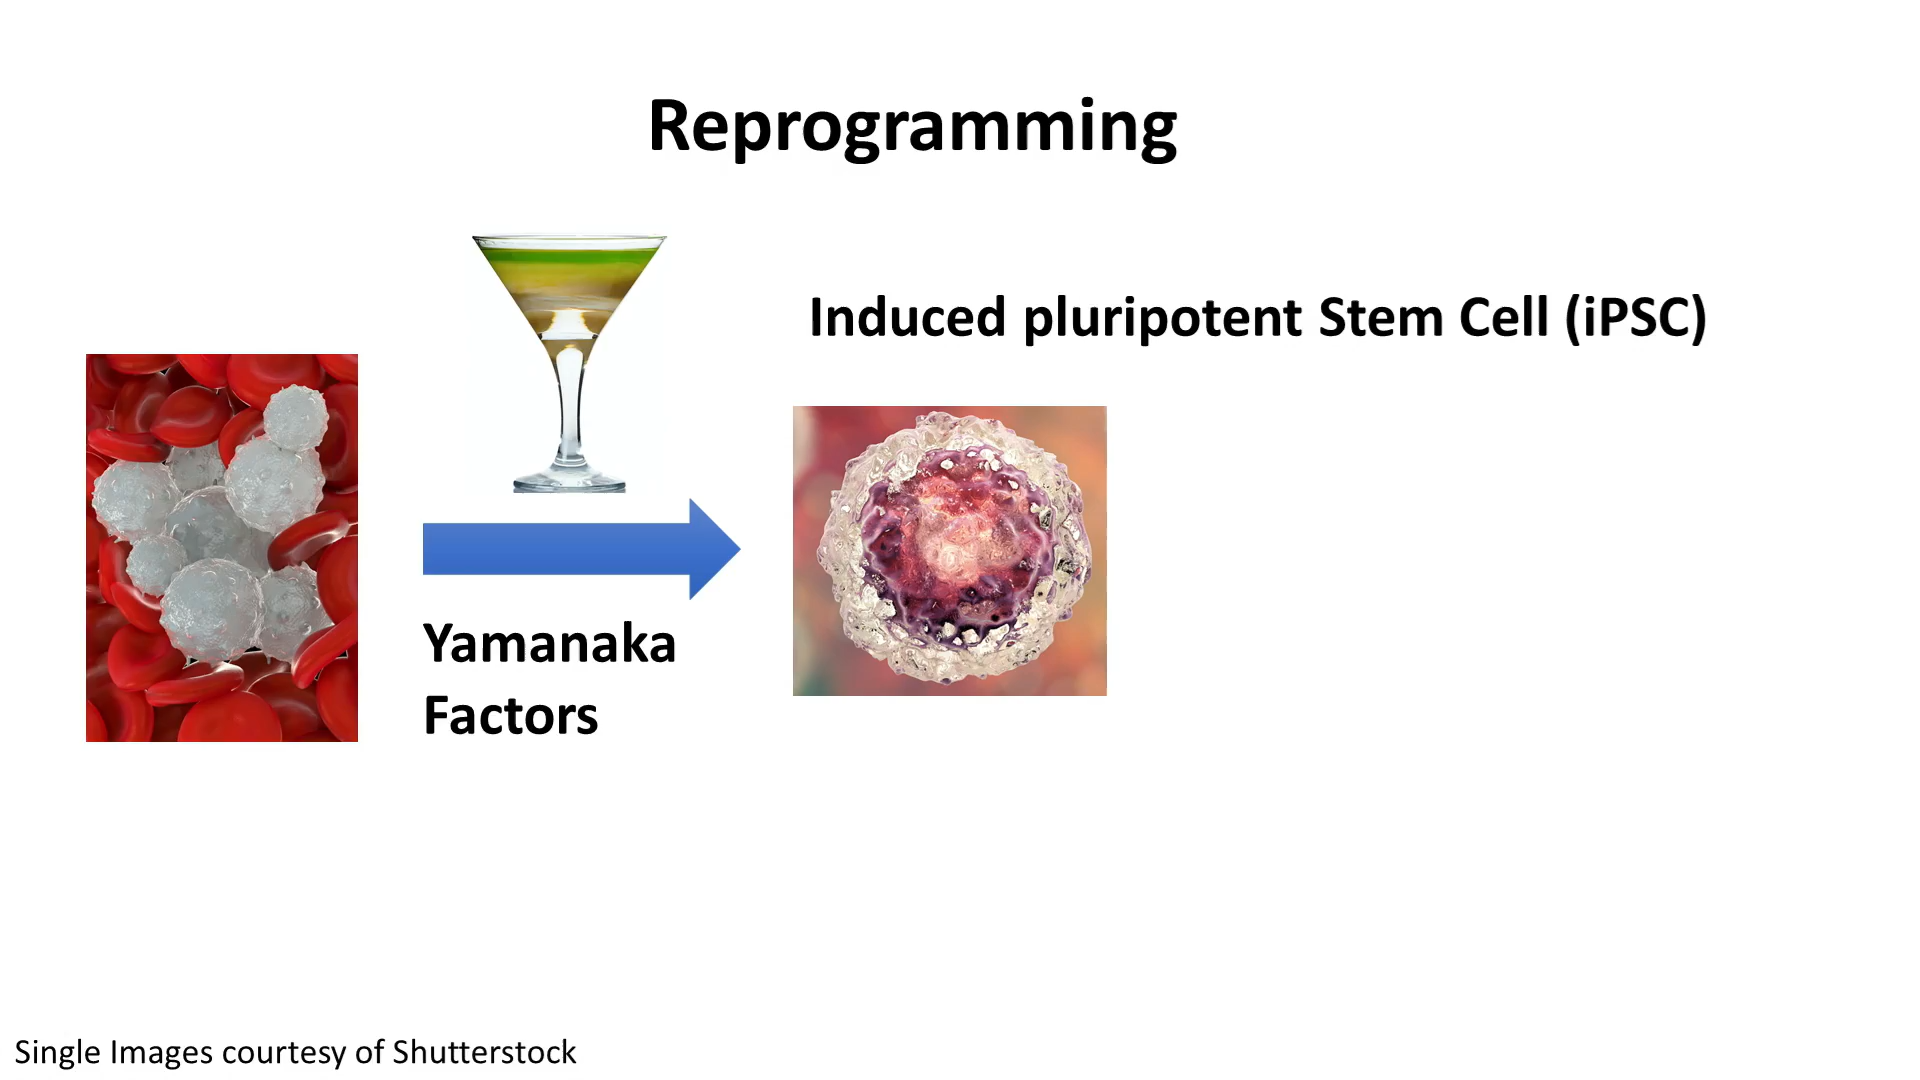 Reprogramming
Induced pluripotent Stem Cell (iPSC)
Yamanaka
Factors
Single Images courtesy of Shutterstock